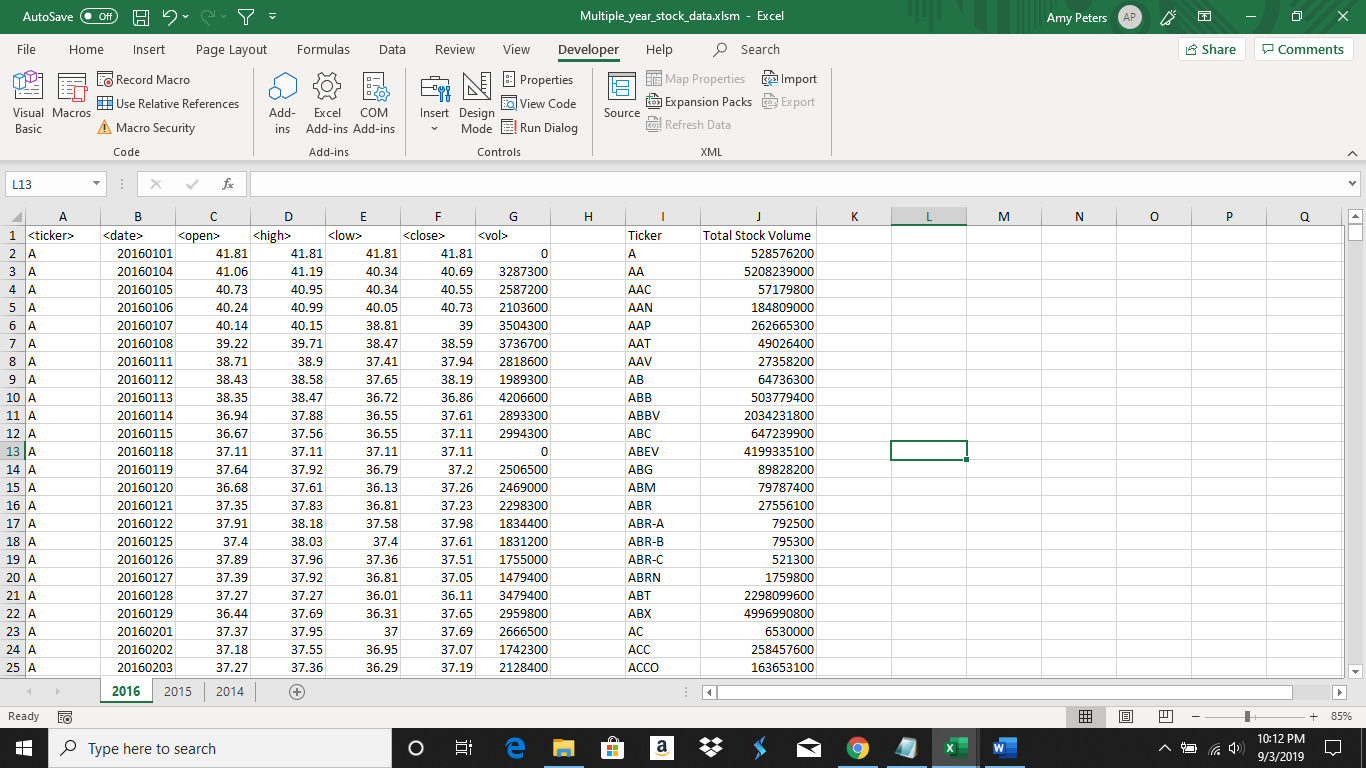 AutoSave Off Multiple_year_stock_data.xlsm - Excel Amy Peters AP
File Home Insert Page Layout Formulas Data Review View Developer Help Search Share Comments
Visual Basic
Macros
Record Macro
Use Relative References
Macro Security
Code
Add-ins
Excel Add-ins
COM Add-ins
Add-ins
Insert
Design Mode
Properties
View Code
Run Dialog
Controls
Source
Map Properties
Expansion Packs
Refresh Data
Import
Export
XML
L13 fx
A B C D E F G H I J K L M N O P Q
1 <ticker> <date> <open> <high> <low> <close> <vol> Ticker Total Stock Volume
2 A 20160101 41.81 41.81 41.81 41.81 0 A 528576200
3 A 20160104 41.06 41.19 40.34 40.69 3287300 AA 5208239000
4 A 20160105 40.73 40.95 40.34 40.55 2587200 AAC 57179800
5 A 20160106 40.24 40.99 40.05 40.73 2103600 AAN 184809000
6 A 20160107 40.14 40.15 38.81 39 3504300 AAP 262665300
7 A 20160108 39.22 39.71 38.47 38.59 3736700 AAT 49026400
8 A 20160111 38.71 38.9 37.41 37.94 2818600 AAV 27358200
9 A 20160112 38.43 38.58 37.65 38.19 1989300 AB 64736300
10 A 20160113 38.35 38.47 36.72 36.86 4206600 ABB 503779400
11 A 20160114 36.94 37.88 36.55 37.61 2893300 ABBV 2034231800
12 A 20160115 36.67 37.56 36.55 37.11 2994300 ABC 647239900
13 A 20160118 37.11 37.11 37.11 37.11 0 ABEV 4199335100
14 A 20160119 37.64 37.92 36.79 37.2 2506500 ABG 89828200
15 A 20160120 36.68 37.61 36.13 37.26 2469000 ABM 79787400
16 A 20160121 37.35 37.83 36.81 37.23 2298300 ABR 27556100
17 A 20160122 37.91 38.18 37.58 37.98 1834400 ABR-A 792500
18 A 20160125 37.4 38.03 37.4 37.61 1831200 ABR-B 795300
19 A 20160126 37.89 37.96 37.36 37.51 1755000 ABR-C 521300
20 A 20160127 37.39 37.92 36.81 37.05 1479400 ABRN 1759800
21 A 20160128 37.27 37.27 36.01 36.11 3479400 ABT 2298099600
22 A 20160129 36.44 37.69 36.31 37.65 2959800 ABX 4996990800
23 A 20160201 37.37 37.95 37 37.69 2666500 AC 6530000
24 A 20160202 37.18 37.55 36.95 37.07 1742300 ACC 258457600
25 A 20160203 37.27 37.36 36.29 37.19 2128400 ACCO 163653100
2016 2015 2014
Ready 85%
Type here to search
10:12 PM
9/3/2019